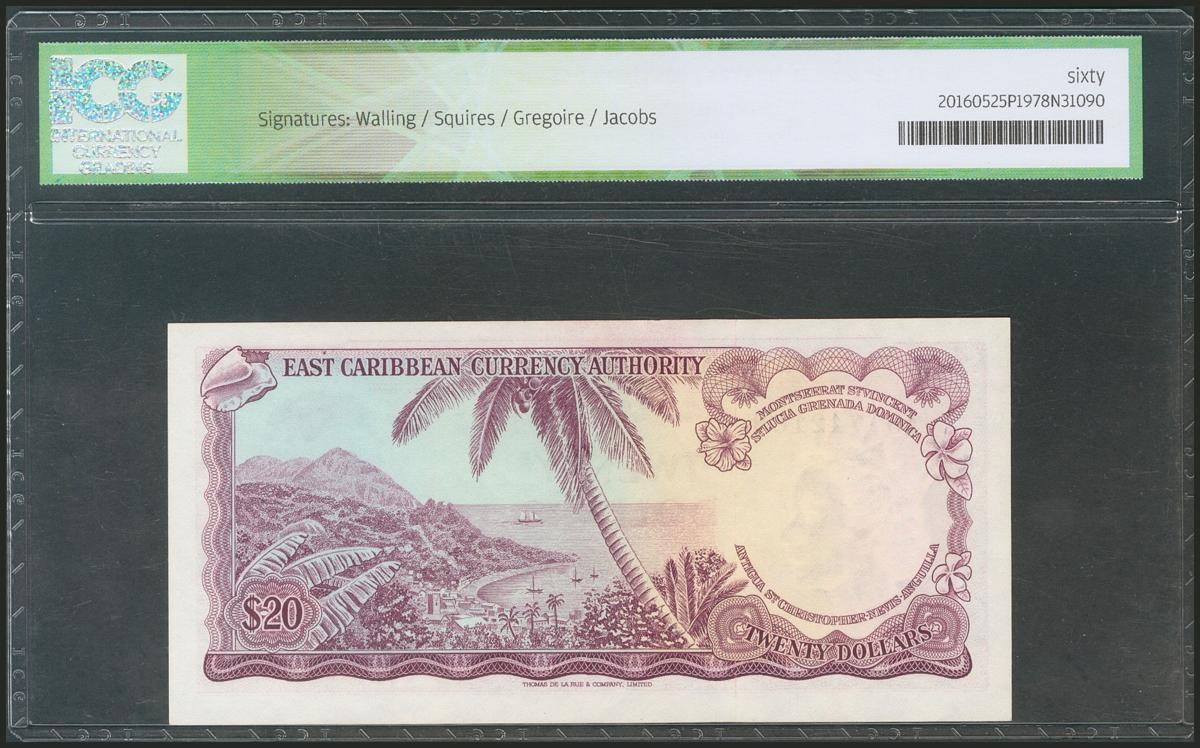 ICG
INTERNATIONAL
CURRENCY
GRADING
Signatures: Walling / Squires / Gregoire / Jacobs
sixty
20160525P1978N31090
EAST CARIBBEAN CURRENCY AUTHORITY
MONTSERRAT ST VINCENT
ST LUCIA GRENADA DOMINICA
ANTIGUA ST CHRISTOPHER-NEVIS-ANGUILLA
$20
TWENTY DOLLARS
THOMAS DE LA RUE & COMPANY, LIMITED.